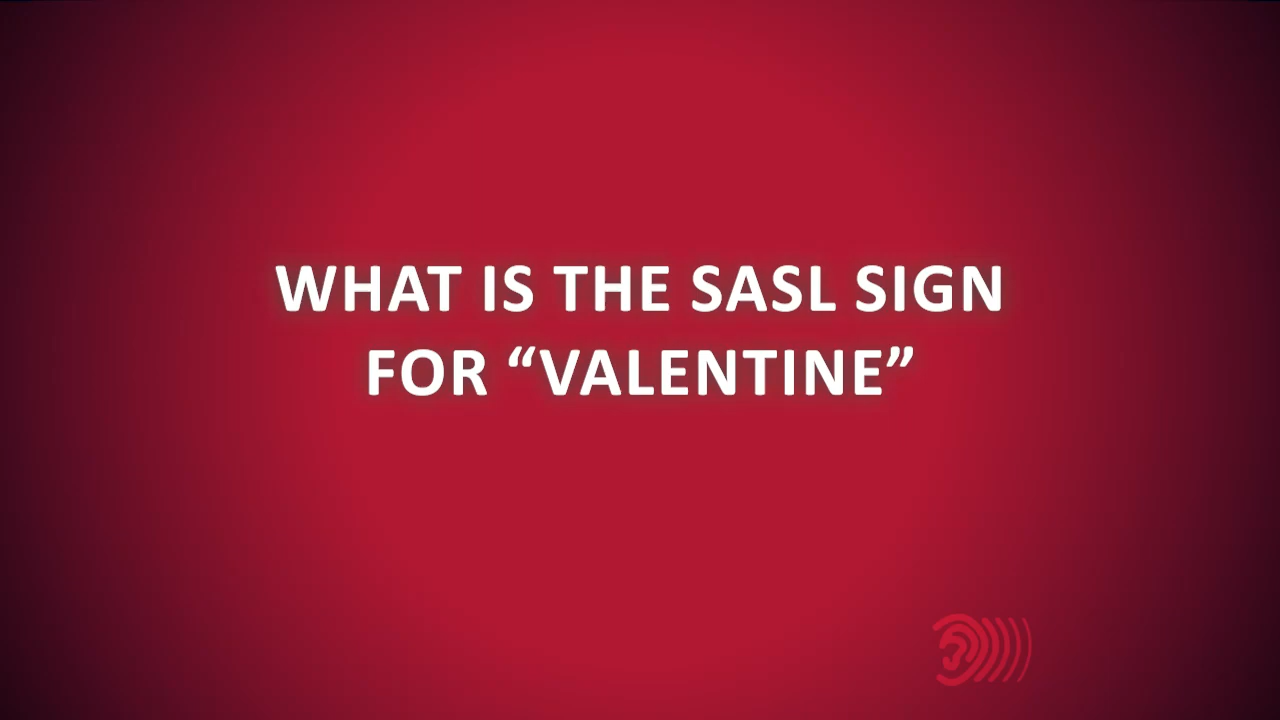 WHAT IS THE SASL SIGN
FOR “VALENTINE”